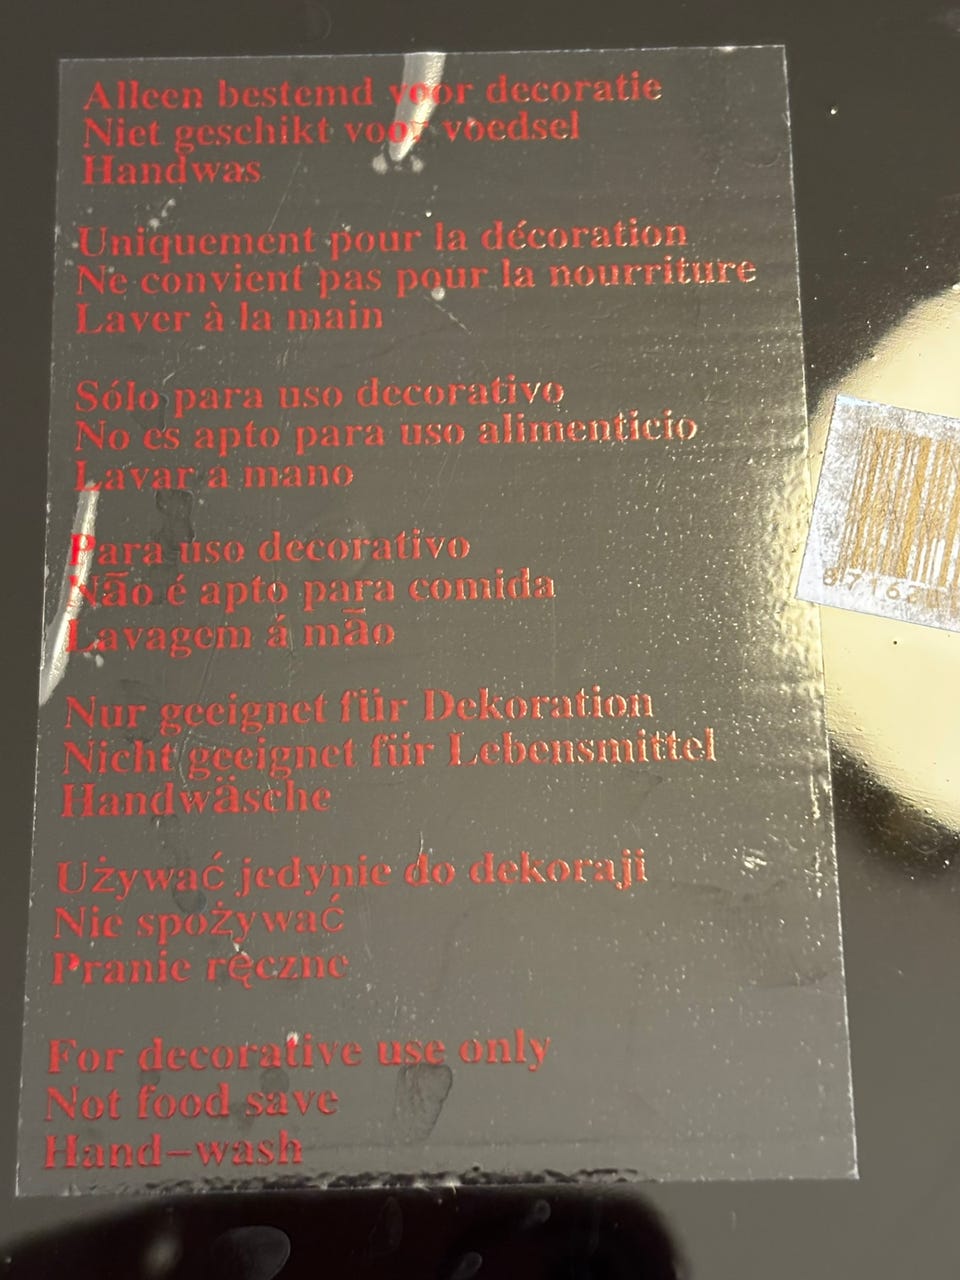 Alleen bestemd voor decoratie
Niet geschikt voor voedsel
Handwas
Uniquement pour la décoration
Ne convient pas pour la nourriture
Laver à la main
Sólo para uso decorativo
No es apto para uso alimenticio
Lavar a mano
Para uso decorativo
Não é apto para comida
Lavagem á mão
Nur geeignet für Dekoration
Nicht geeignet für Lebensmittel
Handwäsche
Używać jedynie do dekoraji
Nie spożywać
Pranie ręczne
For decorative use only
Not food save
Hand-wash